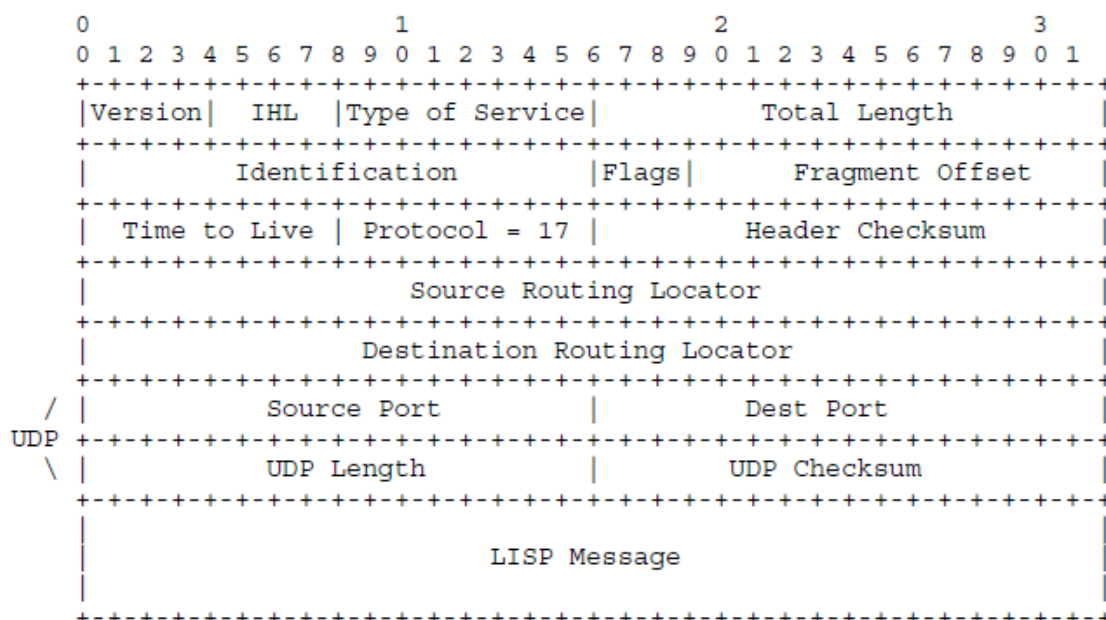 0                   1                   2                   3
0 1 2 3 4 5 6 7 8 9 0 1 2 3 4 5 6 7 8 9 0 1 2 3 4 5 6 7 8 9 0 1
+-+-+-+-+-+-+-+-+-+-+-+-+-+-+-+-+-+-+-+-+-+-+-+-+-+-+-+-+-+-+-+-+
|Version|  IHL  |Type of Service|          Total Length         |
+-+-+-+-+-+-+-+-+-+-+-+-+-+-+-+-+-+-+-+-+-+-+-+-+-+-+-+-+-+-+-+-+
|         Identification        |Flags|      Fragment Offset    |
+-+-+-+-+-+-+-+-+-+-+-+-+-+-+-+-+-+-+-+-+-+-+-+-+-+-+-+-+-+-+-+-+
|  Time to Live | Protocol = 17 |         Header Checksum       |
+-+-+-+-+-+-+-+-+-+-+-+-+-+-+-+-+-+-+-+-+-+-+-+-+-+-+-+-+-+-+-+-+
|                    Source Routing Locator                     |
+-+-+-+-+-+-+-+-+-+-+-+-+-+-+-+-+-+-+-+-+-+-+-+-+-+-+-+-+-+-+-+-+
|                 Destination Routing Locator                   |
+-+-+-+-+-+-+-+-+-+-+-+-+-+-+-+-+-+-+-+-+-+-+-+-+-+-+-+-+-+-+-+-+
/ |           Source Port         |         Dest Port             |
UDP +-+-+-+-+-+-+-+-+-+-+-+-+-+-+-+-+-+-+-+-+-+-+-+-+-+-+-+-+-+-+-+-+
\ |           UDP Length          |        UDP Checksum           |
+-+-+-+-+-+-+-+-+-+-+-+-+-+-+-+-+-+-+-+-+-+-+-+-+-+-+-+-+-+-+-+-+
|                                                               |
|                         LISP Message                          |
|                                                               |
+-+-+-+-+-+-+-+-+-+-+-+-+-+-+-+-+-+-+-+-+-+-+-+-+-+-+-+-+-+-+-+-+